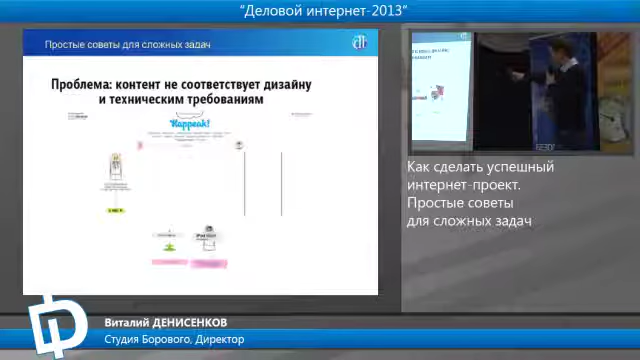 "Деловой интернет-2013"
Простые советы для сложных задач
Проблема: контент не соответствует дизайну
и техническим требованиям
Каррык!
Как сделать успешный
интернет-проект.
Простые советы
для сложных задач
Виталий ДЕНИСЕНКОВ
Студия Борового, Директор